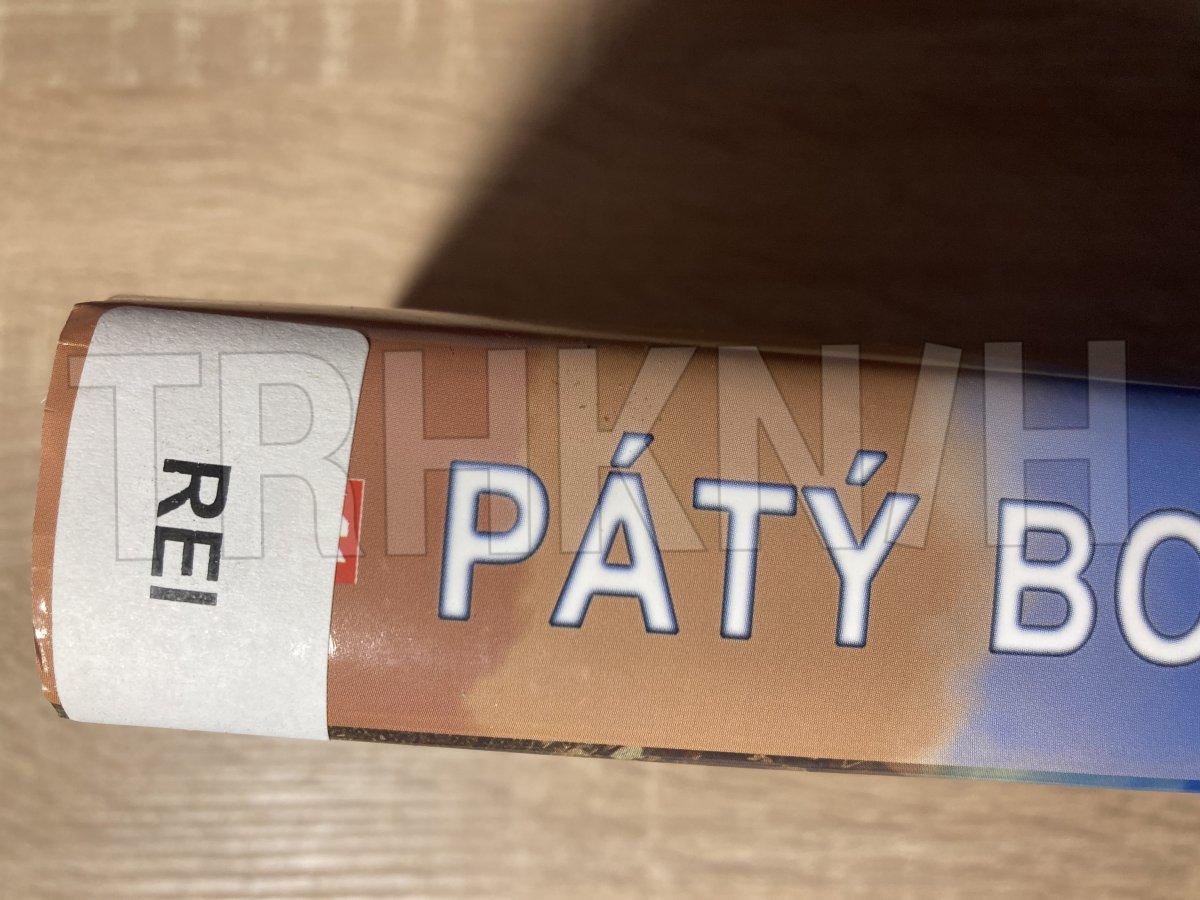 REI
PÁTÝ BO
TRHKNIH